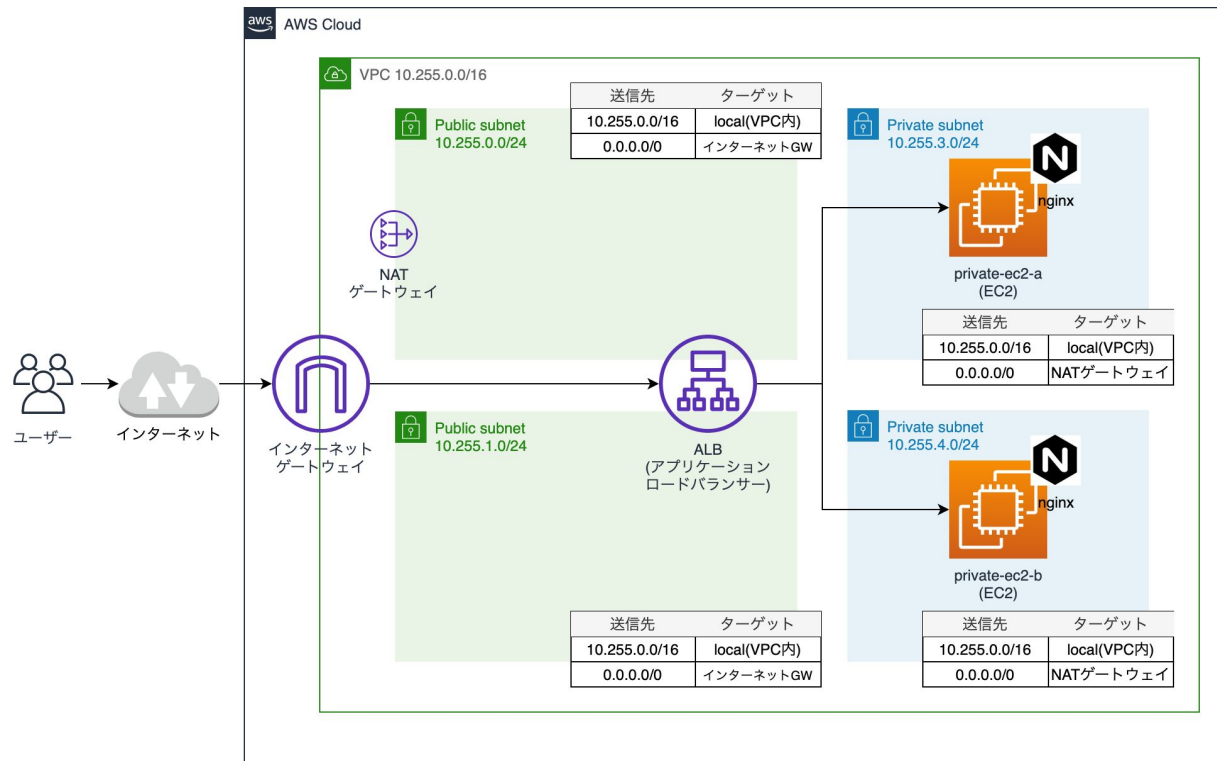 aws
AWS Cloud
VPC 10.255.0.0/16
送信先 ターゲット
10.255.0.0/16 local(VPC内)
0.0.0.0/0 インターネットGW
Public subnet
10.255.0.0/24
Private subnet
10.255.3.0/24
N
nginx
private-ec2-a
(EC2)
NAT
ゲートウェイ
送信先 ターゲット
10.255.0.0/16 local(VPC内)
0.0.0.0/0 NATゲートウェイ
ユーザー
インターネット
インターネット
ゲートウェイ
Public subnet
10.255.1.0/24
ALB
(アプリケーション
ロードバランサー)
Private subnet
10.255.4.0/24
N
nginx
private-ec2-b
(EC2)
送信先 ターゲット
10.255.0.0/16 local(VPC内)
0.0.0.0/0 インターネットGW
送信先 ターゲット
10.255.0.0/16 local(VPC内)
0.0.0.0/0 NATゲートウェイ